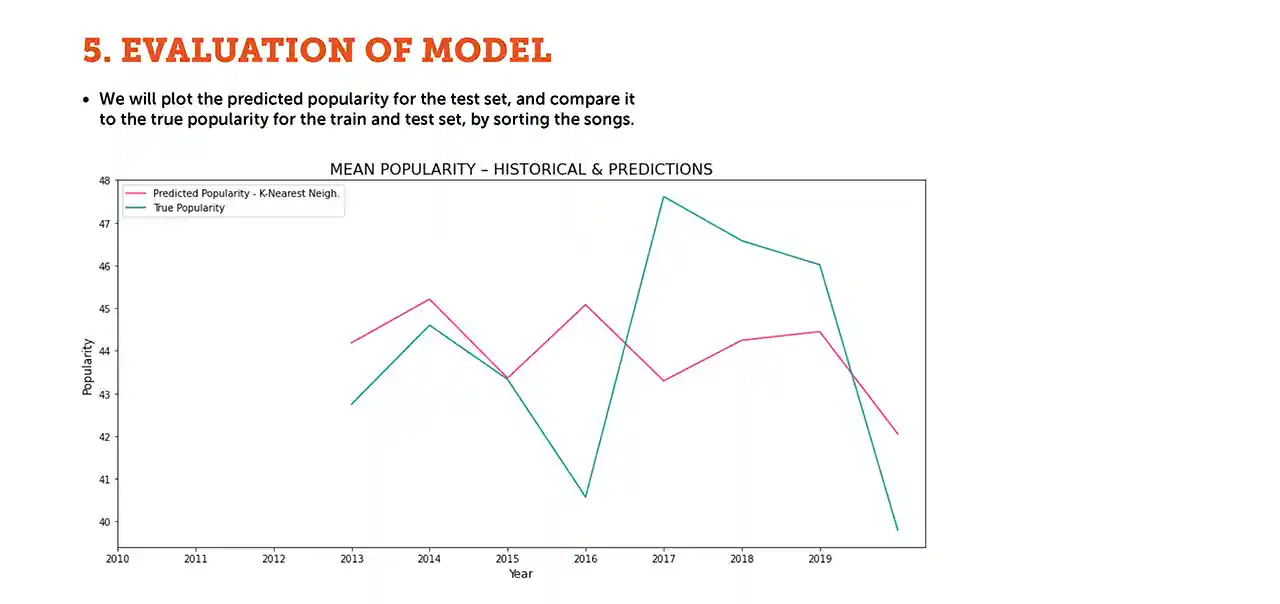 5. EVALUATION OF MODEL
• We will plot the predicted popularity for the test set, and compare it
to the true popularity for the train and test set, by sorting the songs.
MEAN POPULARITY – HISTORICAL & PREDICTIONS
Predicted Popularity - K-Nearest Neigh.
True Popularity
48
47
46
45
44
43
42
41
40
Popularity
2010 2011 2012 2013 2014 2015 2016 2017 2018 2019
Year